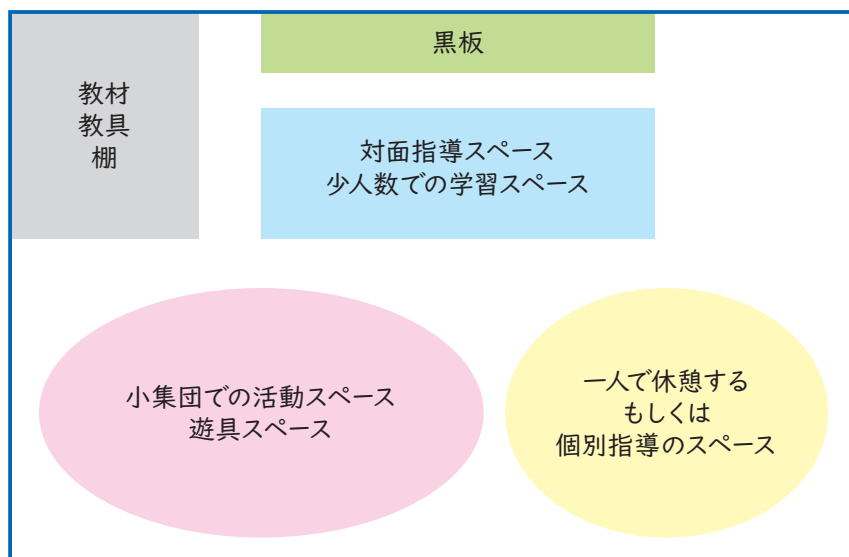 黒板
教材
教具
棚
対面指導スペース
少人数での学習スペース
小集団での活動スペース
遊具スペース
一人で休憩する
もしくは
個別指導のスペース